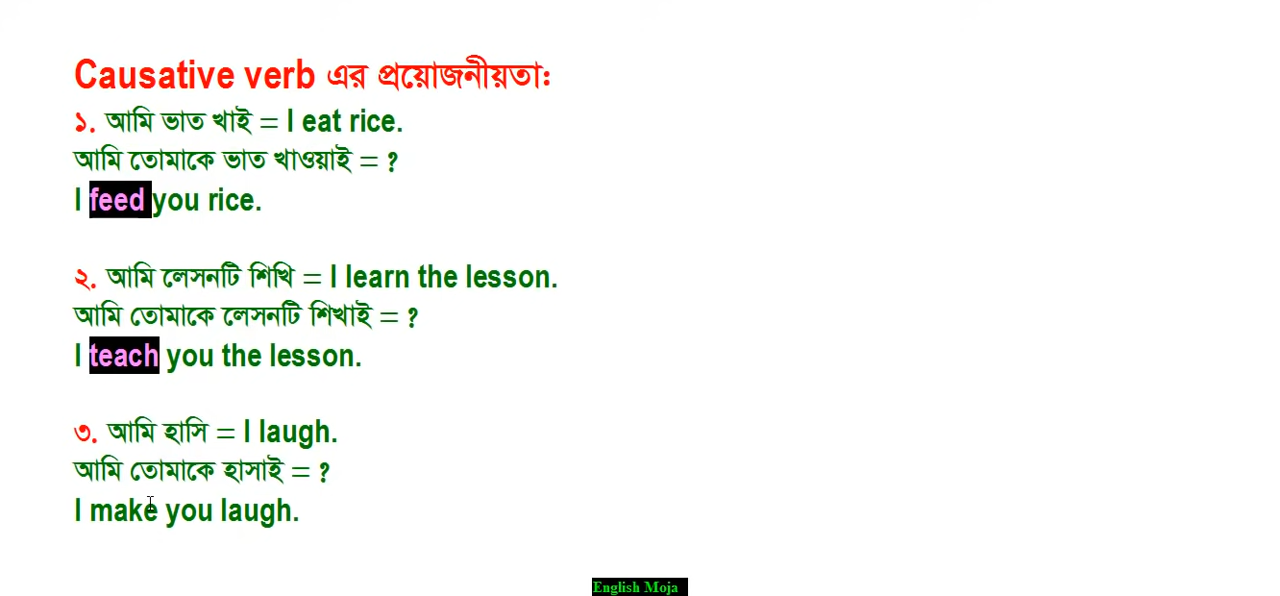 Causative verb এর প্রয়োজনীয়তাঃ
১. আমি ভাত খাই = I eat rice.
আমি তোমাকে ভাত খাওয়াই = ?
I feed you rice.
২. আমি লেসনটি শিখি = I learn the lesson.
আমি তোমাকে লেসনটি শিখাই = ?
I teach you the lesson.
৩. আমি হাসি = I laugh.
আমি তোমাকে হাসাই = ?
I make you laugh.
English Moja